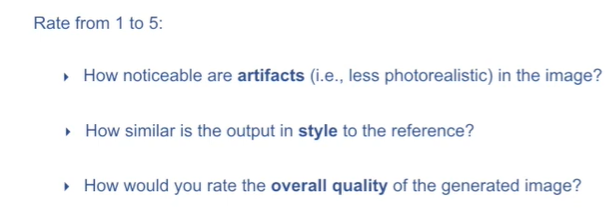 Rate from 1 to 5:
How noticeable are artifacts (i.e., less photorealistic) in the image?
How similar is the output in style to the reference?
How would you rate the overall quality of the generated image?